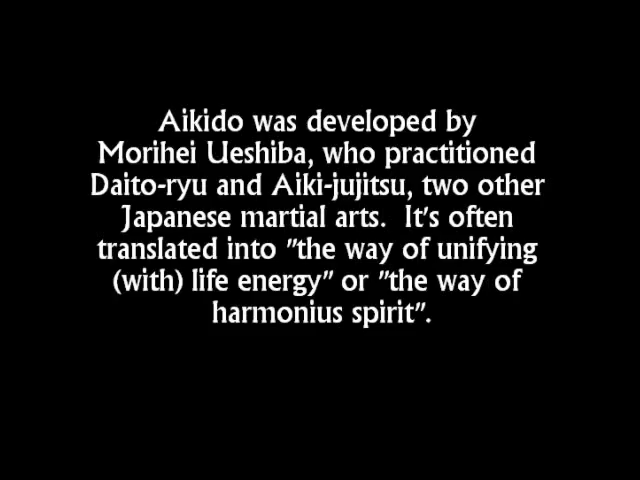 Aikido was developed by
Morihei Ueshiba, who practitioned
Daito-ryu and Aiki-jujitsu, two other
Japanese martial arts.  It's often
translated into "the way of unifying
(with) life energy" or "the way of
harmonius spirit".